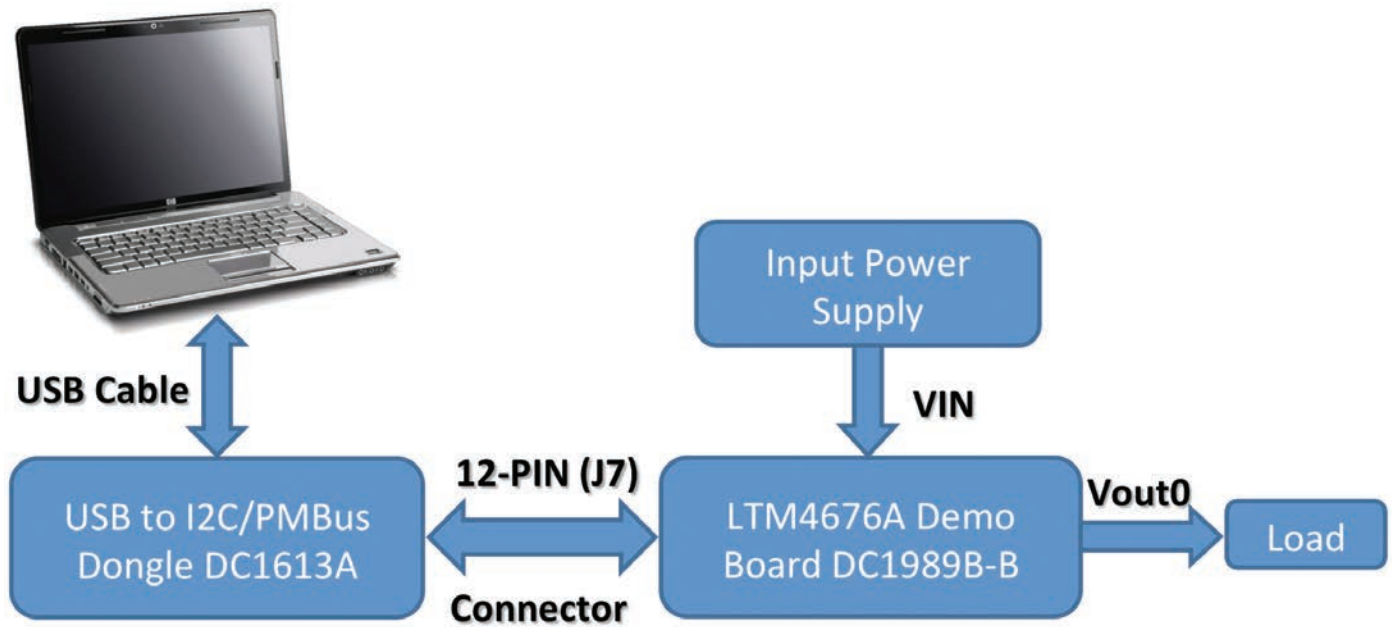 Input Power
Supply
USB Cable
VIN
12-PIN (J7)
Vout0
USB to I2C/PMBus
Dongle DC1613A
LTM4676A Demo
Board DC1989B-B
Load
Connector